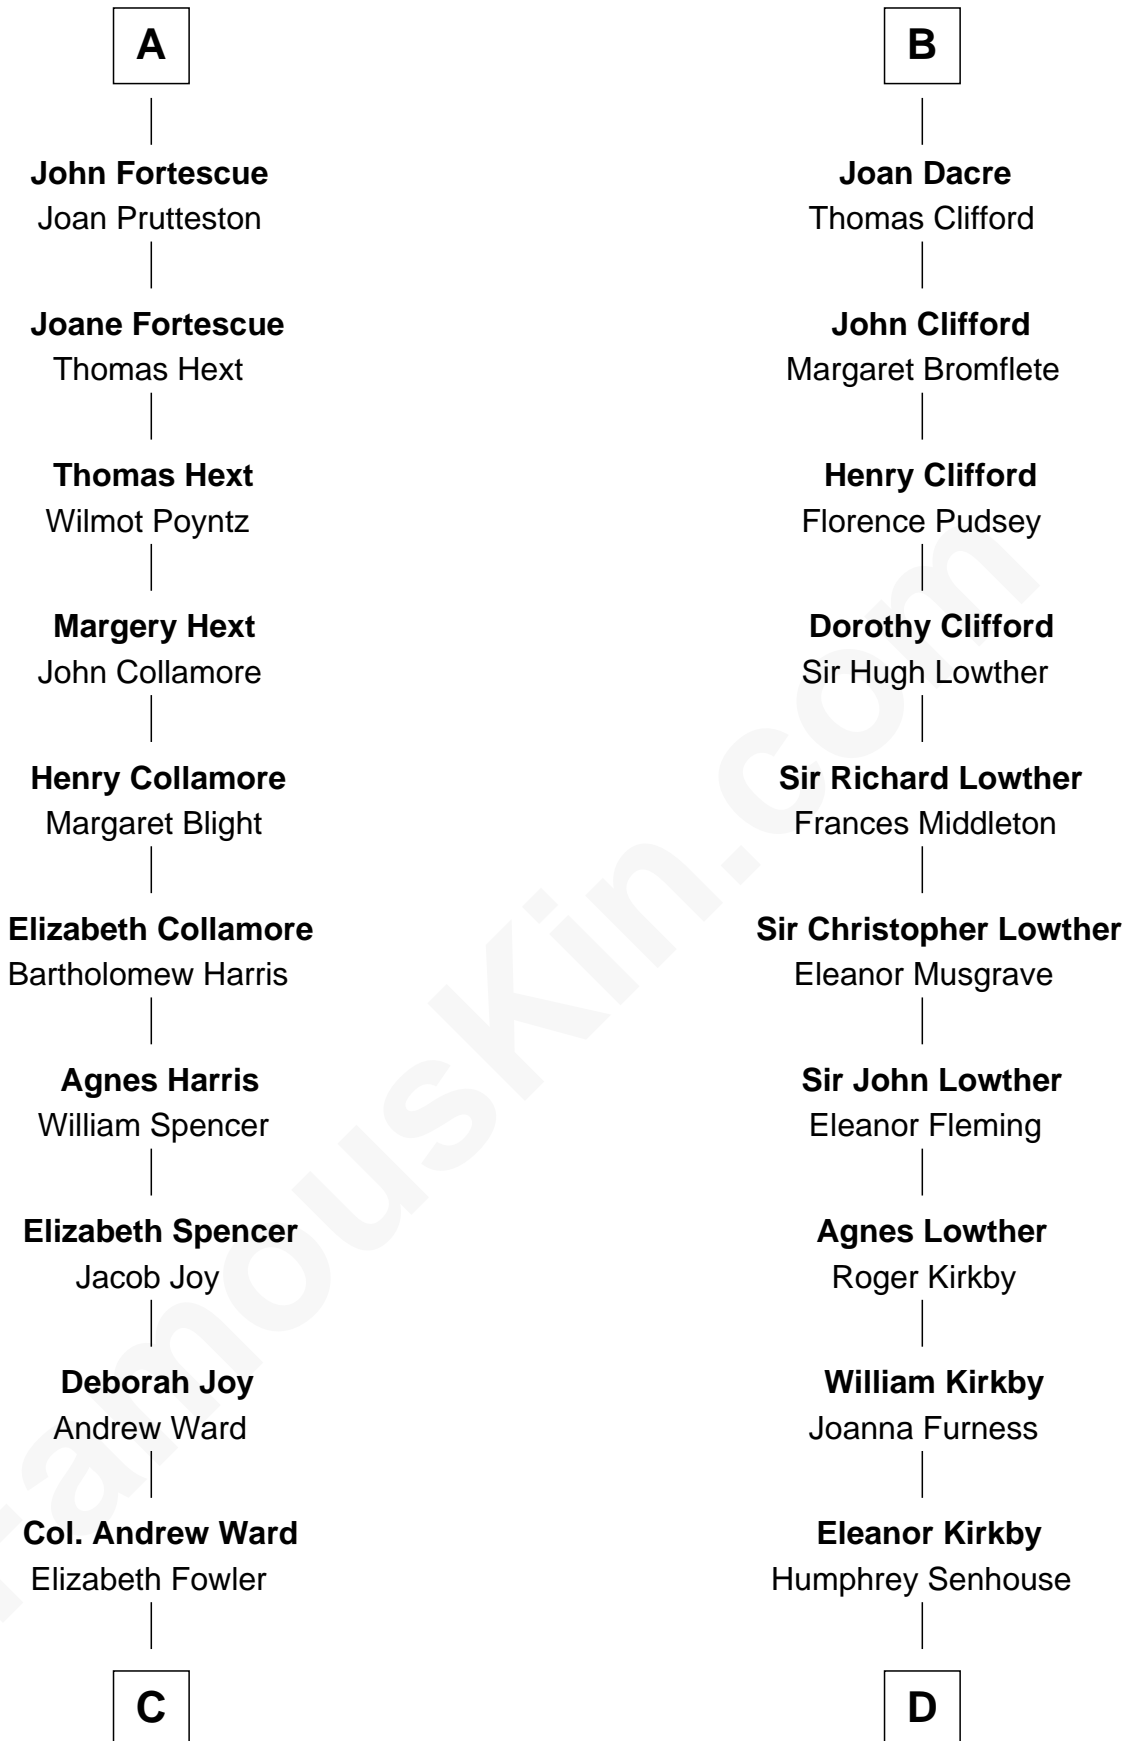 A
John Fortescue
Joan Prutteston
Joane Fortescue
Thomas Hext
Thomas Hext
Wilmot Poyntz
Margery Hext
John Collamore
Henry Collamore
Margaret Blight
Elizabeth Collamore
Bartholomew Harris
Agnes Harris
William Spencer
Elizabeth Spencer
Jacob Joy
Deborah Joy
Andrew Ward
Col. Andrew Ward
Elizabeth Fowler
C
B
Joan Dacre
Thomas Clifford
John Clifford
Margaret Bromflete
Henry Clifford
Florence Pudsey
Dorothy Clifford
Sir Hugh Lowther
Sir Richard Lowther
Frances Middleton
Sir Christopher Lowther
Eleanor Musgrave
Sir John Lowther
Eleanor Fleming
Agnes Lowther
Roger Kirkby
William Kirkby
Joanna Furness
Eleanor Kirkby
Humphrey Senhouse
D
FamousKin.com